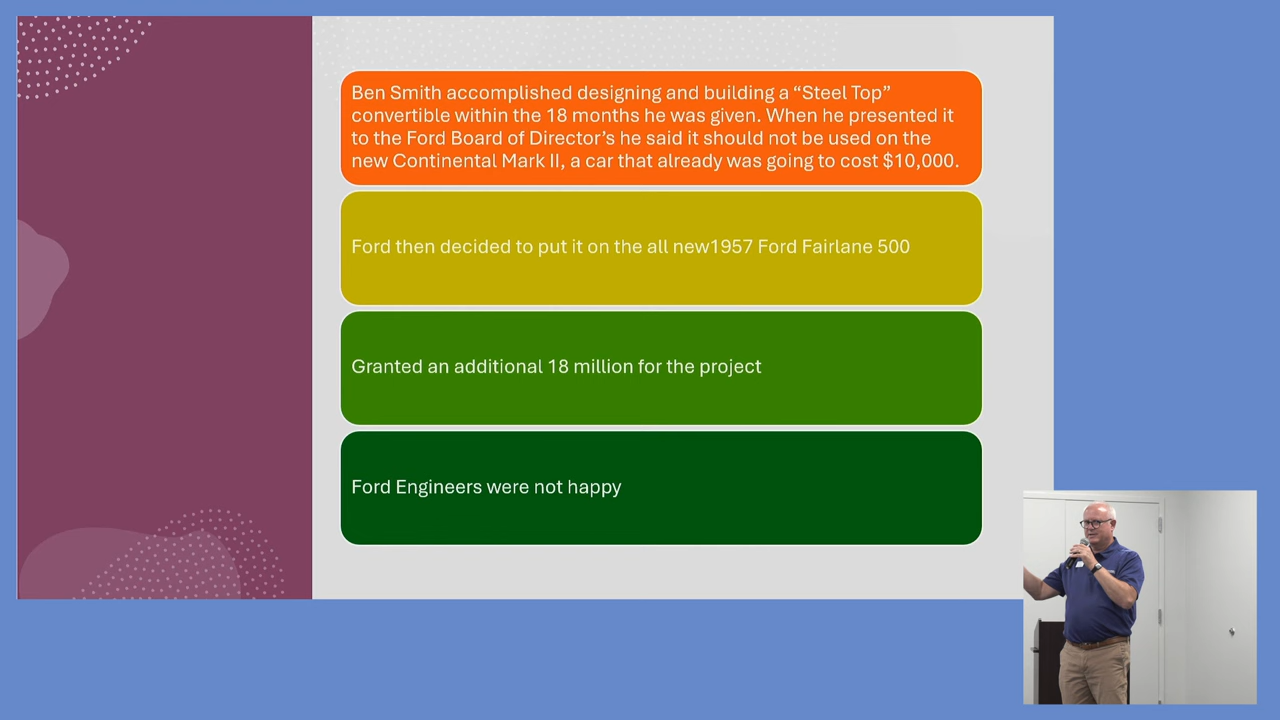 Ben Smith accomplished designing and building a “Steel Top”
convertible within the 18 months he was given. When he presented it
to the Ford Board of Director’s he said it should not be used on the
new Continental Mark II, a car that already was going to cost $10,000.
Ford then decided to put it on the all new1957 Ford Fairlane 500
Granted an additional 18 million for the project
Ford Engineers were not happy